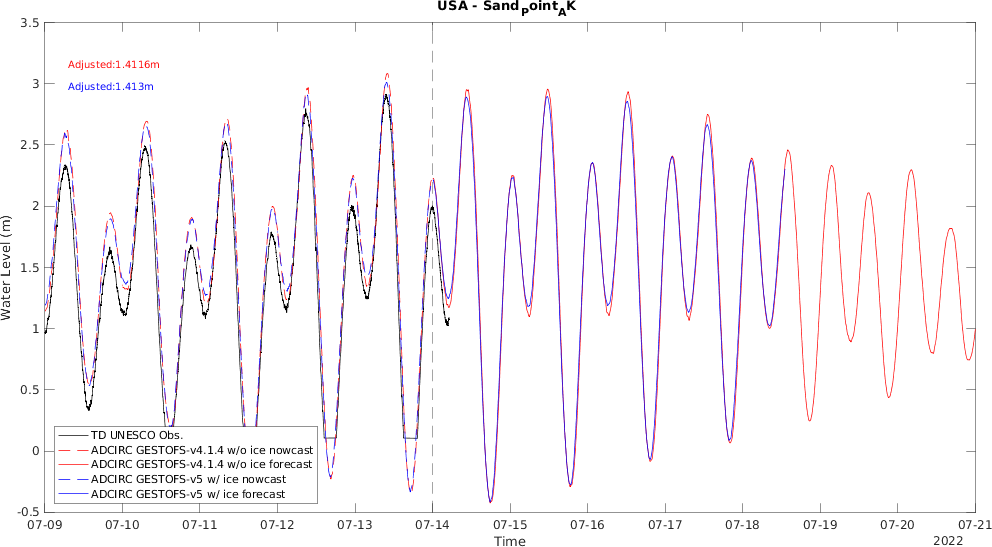 USA - SandPointAK
3.5
3
2.5
2
1.5
1
0.5
0
-0.5
Water Level (m)
Adjusted:1.4116m
Adjusted:1.413m
TD UNESCO Obs.
ADCIRC GESTOFS-v4.1.4 w/o ice nowcast
ADCIRC GESTOFS-v4.1.4 w/o ice forecast
ADCIRC GESTOFS-v5 w/ ice nowcast
ADCIRC GESTOFS-v5 w/ ice forecast
07-09 07-10 07-11 07-12 07-13 07-14 07-15 07-16 07-17 07-18 07-19 07-20 07-21
Time
2022